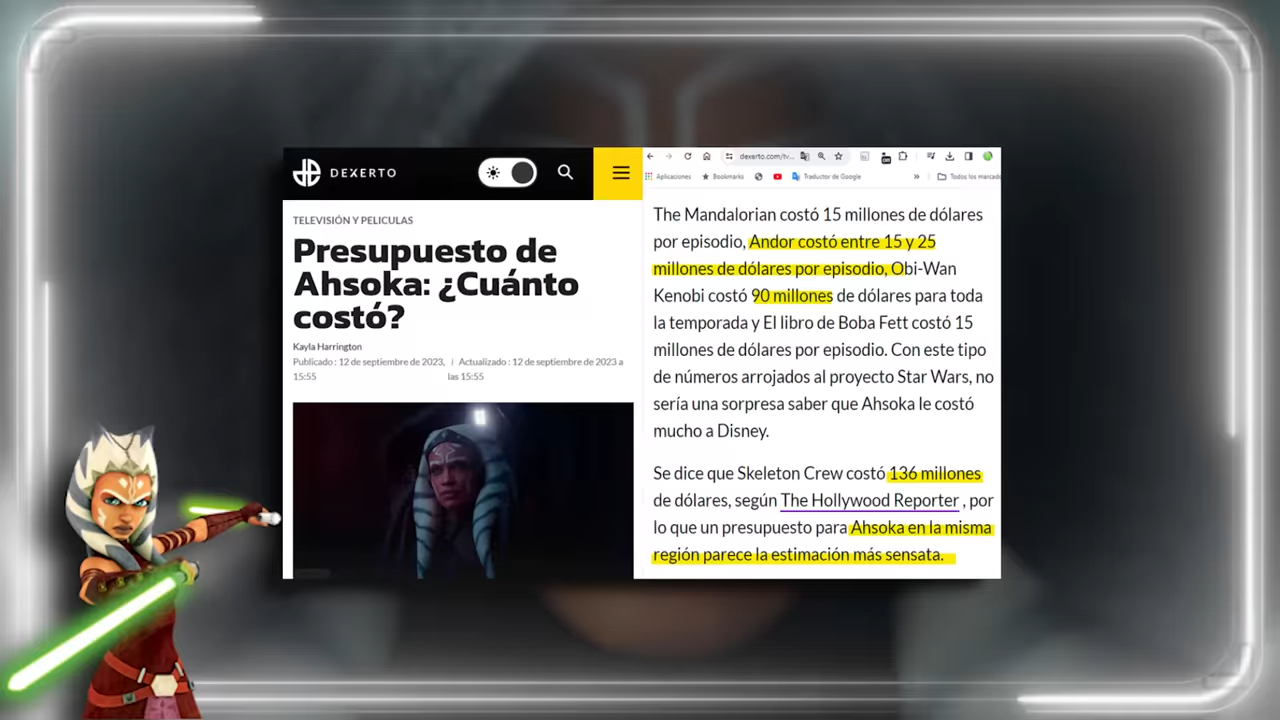 DEXERTO
TELEVISIÓN Y PELICULAS
Presupuesto de
Ahsoka: ¿Cuánto
costó?
Kayla Harrington
Publicado : 12 de septiembre de 2023, | Actualizado : 12 de septiembre de 2023 a
15:55 las 15:55
dexerto.com/tv...
Aplicaciones Bookmarks Traductor de Google » Todos los marcado
The Mandalorian costó 15 millones de dólares
por episodio, Andor costó entre 15 y 25
millones de dólares por episodio, Obi-Wan
Kenobi costó 90 millones de dólares para toda
la temporada y El libro de Boba Fett costó 15
millones de dólares por episodio. Con este tipo
de números arrojados al proyecto Star Wars, no
sería una sorpresa saber que Ahsoka le costó
mucho a Disney.
Se dice que Skeleton Crew costó 136 millones
de dólares, según The Hollywood Reporter , por
lo que un presupuesto para Ahsoka en la misma
región parece la estimación más sensata.